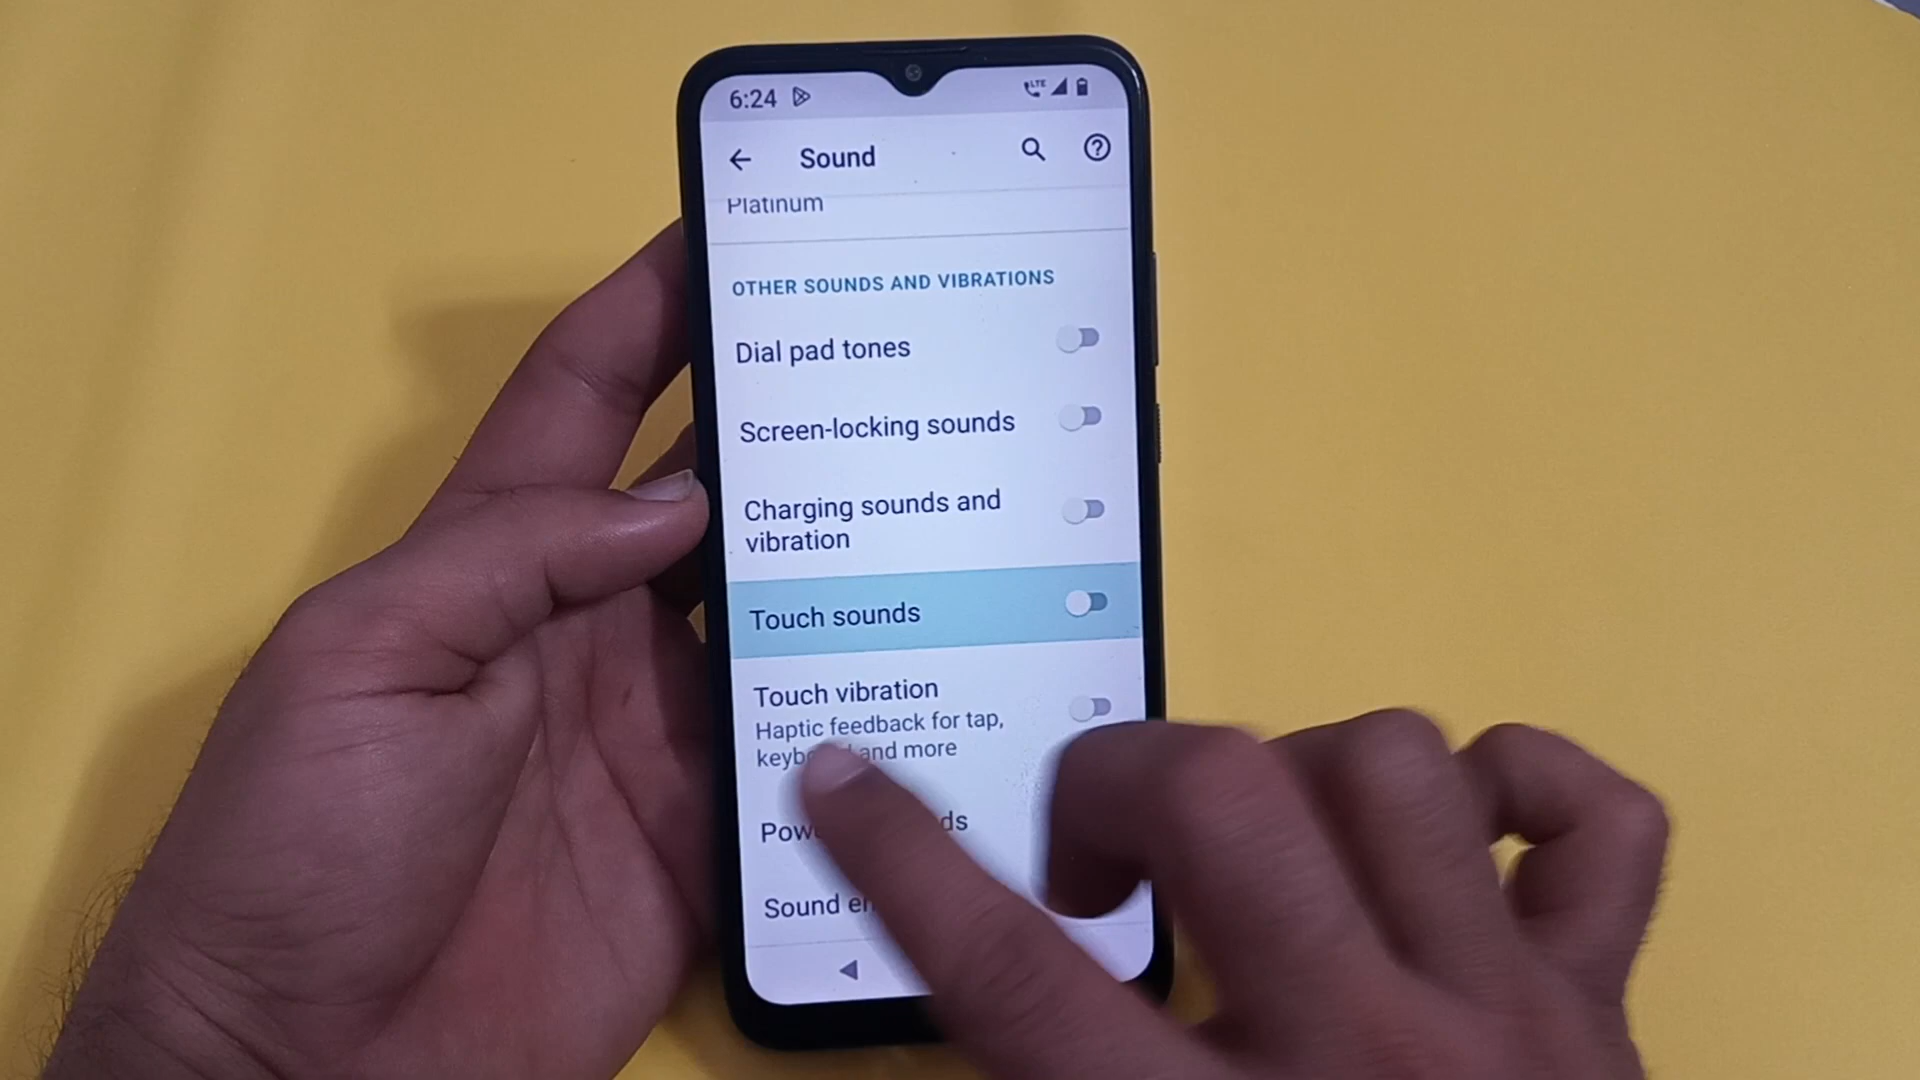 6:24
LTE
Sound
Platinum
OTHER SOUNDS AND VIBRATIONS
Dial pad tones
Screen-locking sounds
Charging sounds and
vibration
Touch sounds
Touch vibration
Haptic feedback for tap,
and more
Sound